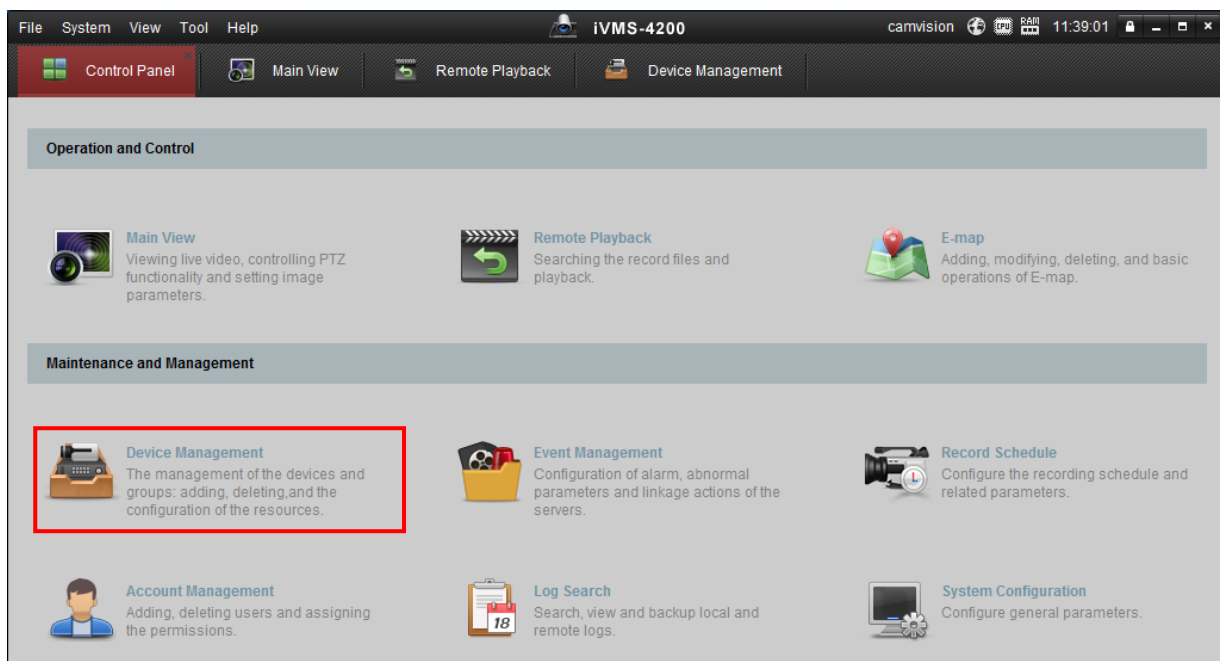 File System View Tool Help iVMS-4200 camvision CPU RAM 11:39:01
Control Panel Main View Remote Playback Device Management
Operation and Control
Main View
Viewing live video, controlling PTZ
functionality and setting image
parameters.
Remote Playback
Searching the record files and
playback.
E-map
Adding, modifying, deleting, and basic
operations of E-map.
Maintenance and Management
Device Management
The management of the devices and
groups: adding, deleting,and the
configuration of the resources.
Event Management
Configuration of alarm, abnormal
parameters and linkage actions of the
servers.
Record Schedule
Configure the recording schedule and
related parameters.
Account Management
Adding, deleting users and assigning
the permissions.
18
Log Search
Search, view and backup local and
remote logs.
System Configuration
Configure general parameters.